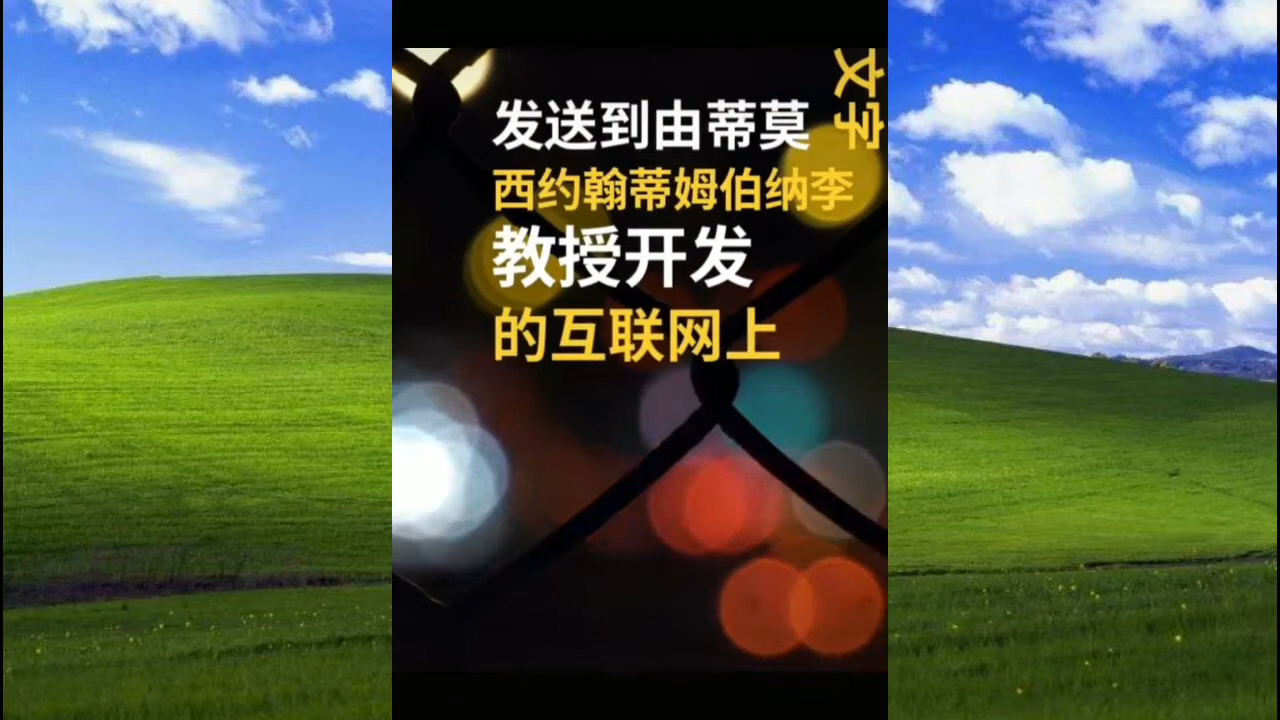 文字
发送到由蒂莫
西约翰蒂姆伯纳李
教授开发
的互联网上